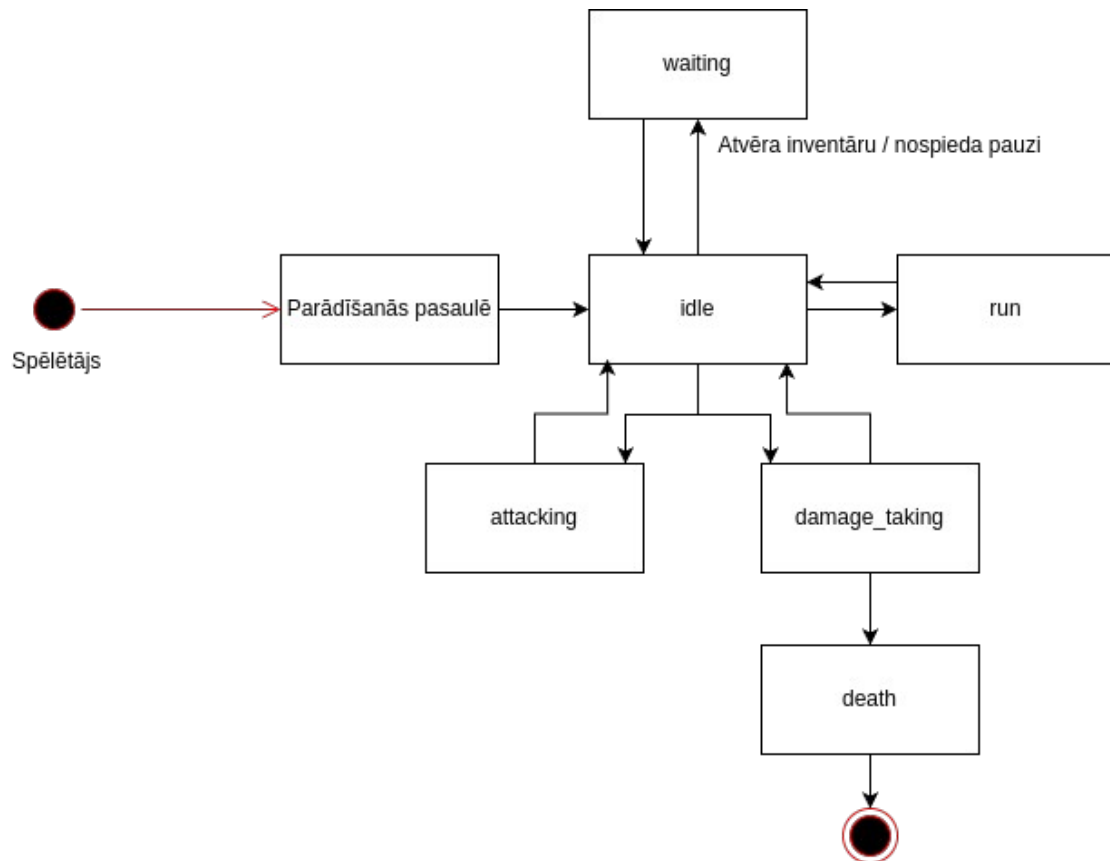 waiting
Atvēra inventāru / nospieda pauzi
Parādīšanās pasaulē
idle
run
Spēlētājs
attacking
damage_taking
death